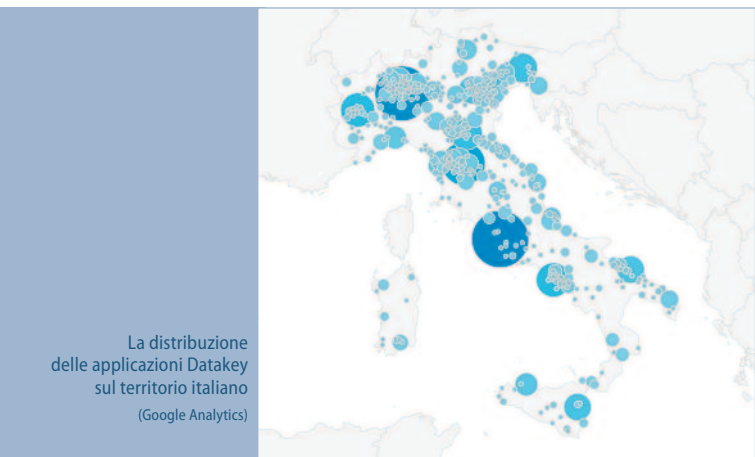 La distribuzione
delle applicazioni Datakey
sul territorio italiano
(Google Analytics)